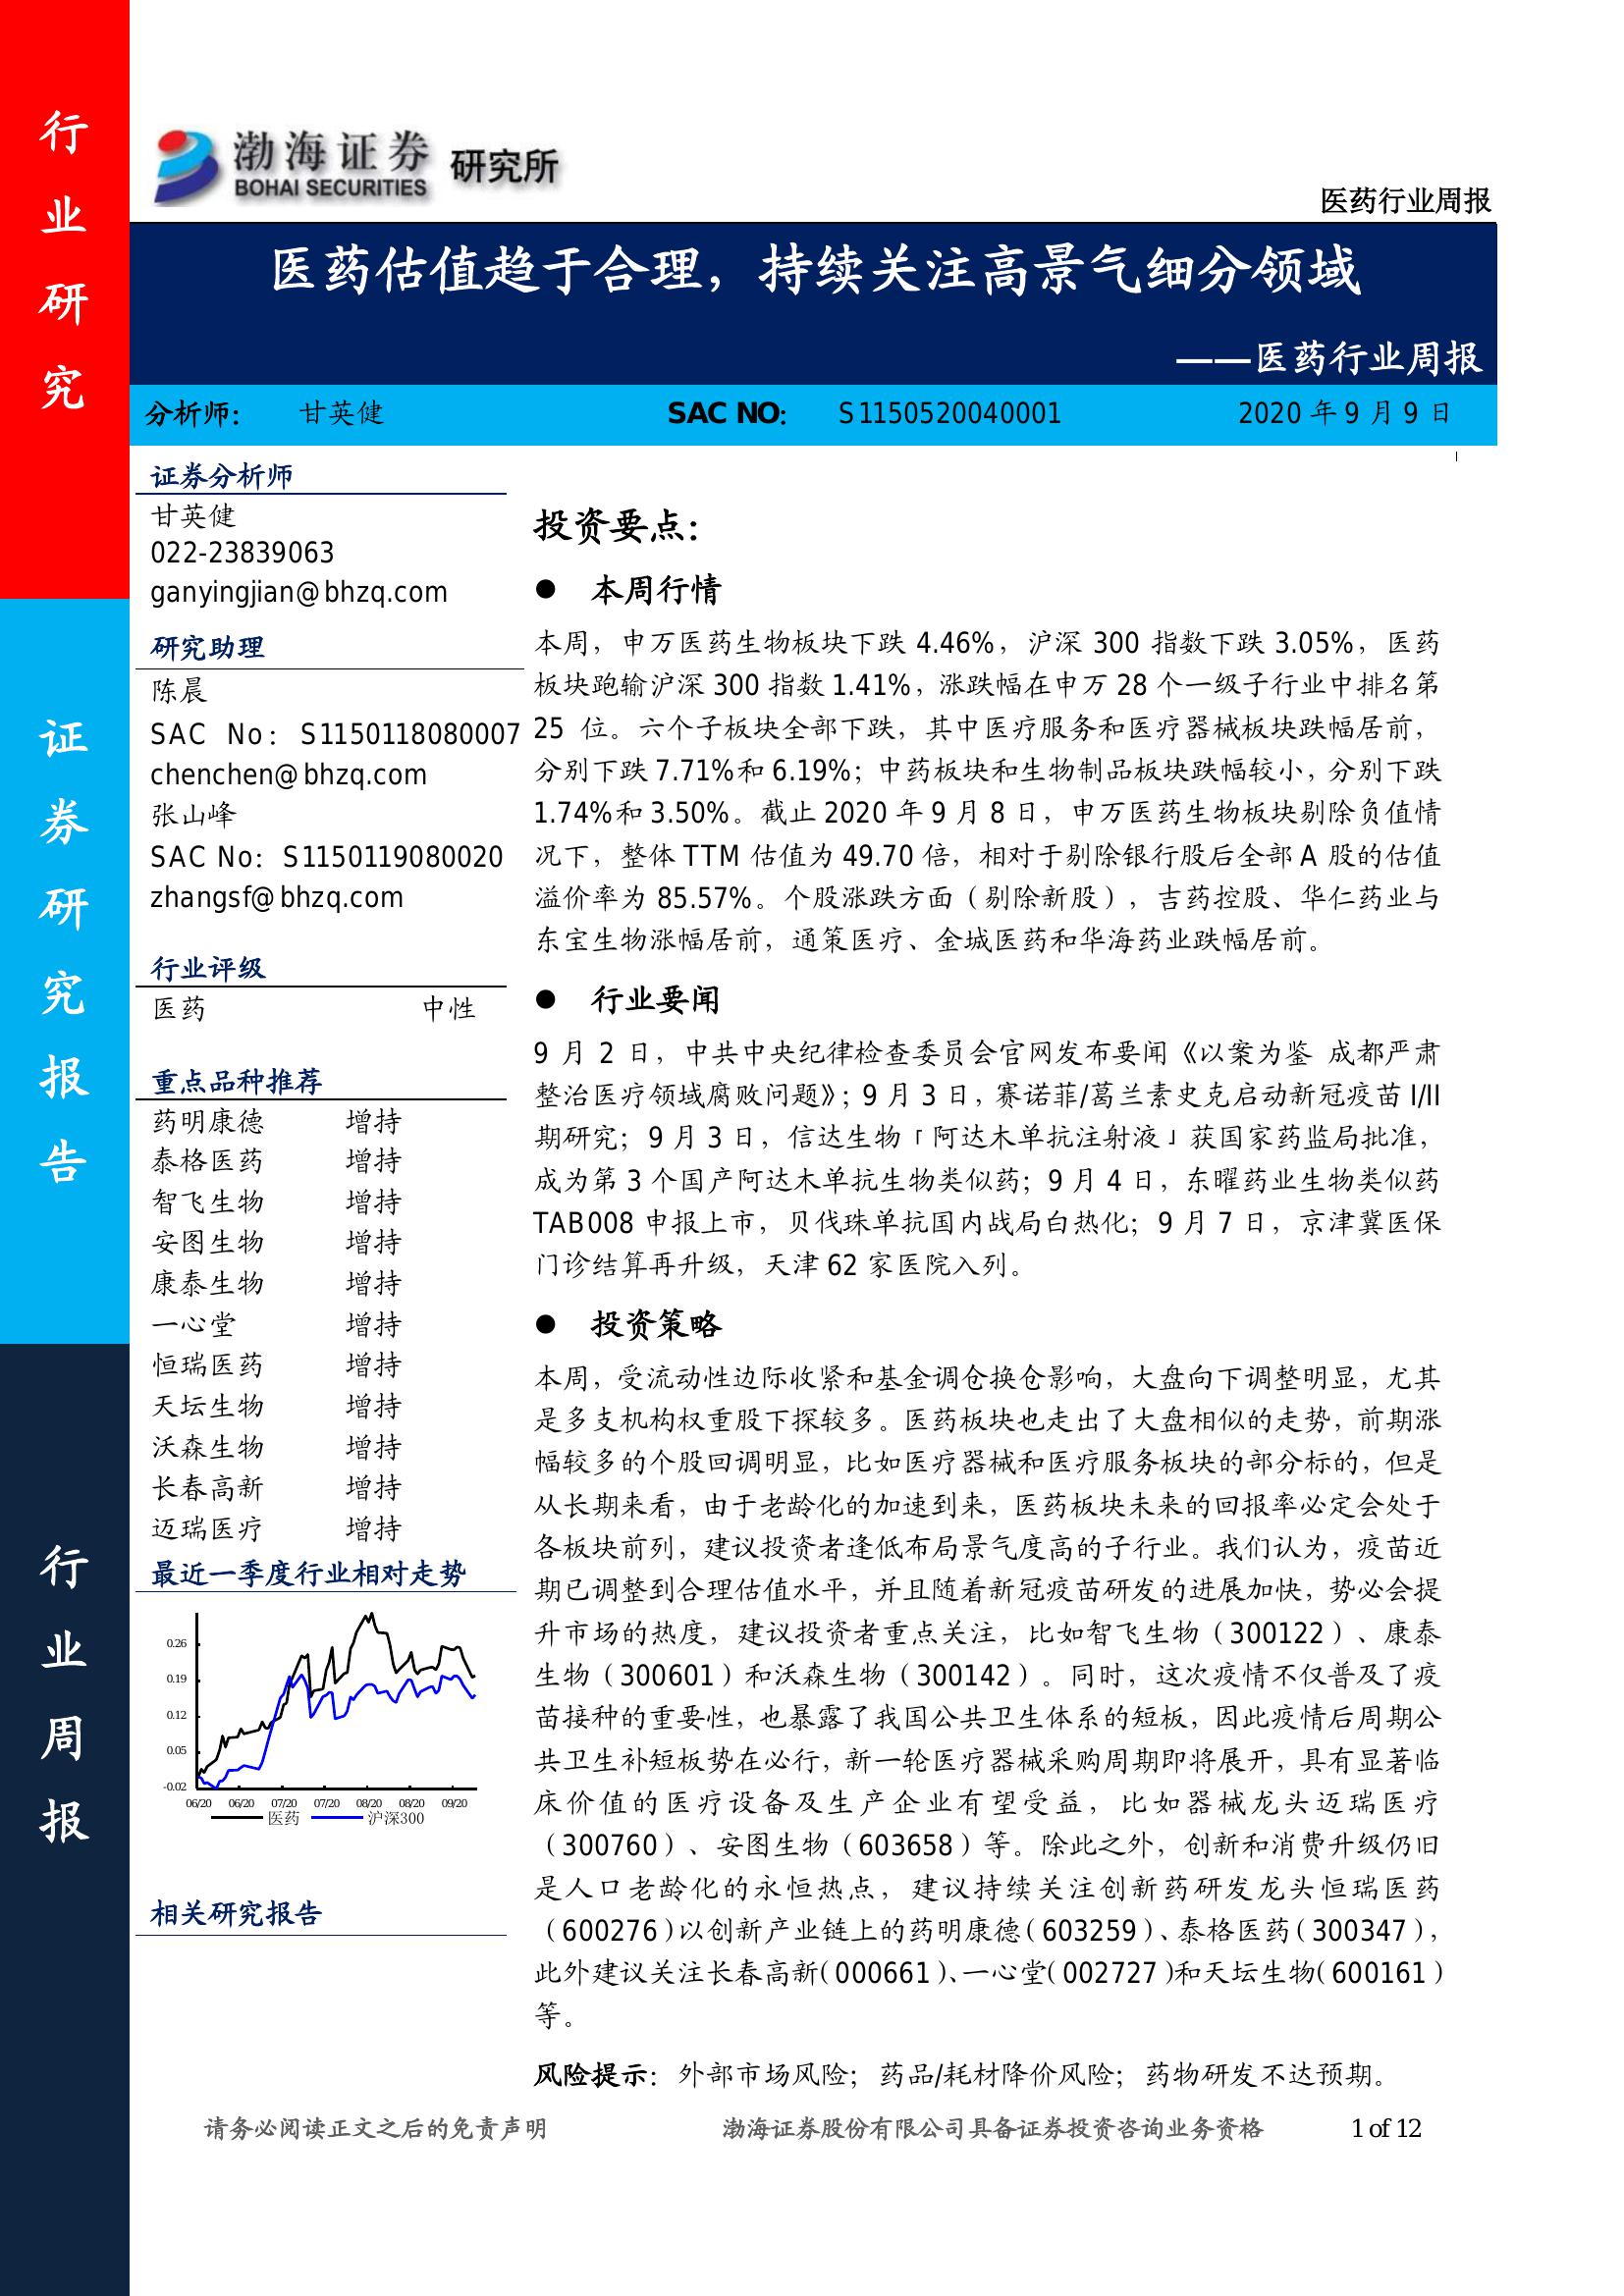 行
业
研
究
证
券
研
究
报
告
行
业
周
报
渤海证券 研究所
BOHAI SECURITIES
医药行业周报
医药估值趋于合理，持续关注高景气细分领域
——医药行业周报
分析师： 甘英健 SAC NO： S1150520040001 2020 年 9 月 9 日
证券分析师
甘英健
022-23839063
ganyingjian@bhzq.com
研究助理
陈晨
SAC No：S1150118080007
chenchen@bhzq.com
张山峰
SAC No：S1150119080020
zhangsf@bhzq.com
行业评级
医药 中性
重点品种推荐
药明康德 增持
泰格医药 增持
智飞生物 增持
安图生物 增持
康泰生物 增持
一心堂 增持
恒瑞医药 增持
天坛生物 增持
沃森生物 增持
长春高新 增持
迈瑞医疗 增持
最近一季度行业相对走势
0.26
0.19
0.12
0.05
-0.02
06/20 06/20 07/20 07/20 08/20 08/20 09/20
医药 沪深300
相关研究报告
投资要点：
● 本周行情
本周，申万医药生物板块下跌 4.46%，沪深 300 指数下跌 3.05%，医药
板块跑输沪深 300 指数 1.41%，涨跌幅在申万 28 个一级子行业中排名第
25 位。六个子板块全部下跌，其中医疗服务和医疗器械板块跌幅居前，
分别下跌 7.71%和 6.19%；中药板块和生物制品板块跌幅较小，分别下跌
1.74%和 3.50%。截止 2020 年 9 月 8 日，申万医药生物板块剔除负值情
况下，整体 TTM 估值为 49.70 倍，相对于剔除银行股后全部 A 股的估值
溢价率为 85.57%。个股涨跌方面（剔除新股），吉药控股、华仁药业与
东宝生物涨幅居前，通策医疗、金城医药和华海药业跌幅居前。
● 行业要闻
9 月 2 日，中共中央纪律检查委员会官网发布要闻《以案为鉴 成都严肃
整治医疗领域腐败问题》；9 月 3 日，赛诺菲/葛兰素史克启动新冠疫苗 I/II
期研究；9 月 3 日，信达生物「阿达木单抗注射液」获国家药监局批准，
成为第 3 个国产阿达木单抗生物类似药；9 月 4 日，东曜药业生物类似药
TAB008 申报上市，贝伐珠单抗国内战局白热化；9 月 7 日，京津冀医保
门诊结算再升级，天津 62 家医院入列。
● 投资策略
本周，受流动性边际收紧和基金调仓换仓影响，大盘向下调整明显，尤其
是多支机构权重股下探较多。医药板块也走出了大盘相似的走势，前期涨
幅较多的个股回调明显，比如医疗器械和医疗服务板块的部分标的，但是
从长期来看，由于老龄化的加速到来，医药板块未来的回报率必定会处于
各板块前列，建议投资者逢低布局景气度高的子行业。我们认为，疫苗近
期已调整到合理估值水平，并且随着新冠疫苗研发的进展加快，势必会提
升市场的热度，建议投资者重点关注，比如智飞生物（300122）、康泰
生物（300601）和沃森生物（300142）。同时，这次疫情不仅普及了疫
苗接种的重要性，也暴露了我国公共卫生体系的短板，因此疫情后周期公
共卫生补短板势在必行，新一轮医疗器械采购周期即将展开，具有显著临
床价值的医疗设备及生产企业有望受益，比如器械龙头迈瑞医疗
（300760）、安图生物（603658）等。除此之外，创新和消费升级仍旧
是人口老龄化的永恒热点，建议持续关注创新药研发龙头恒瑞医药
（600276）以创新产业链上的药明康德（603259）、泰格医药（300347），
此外建议关注长春高新（000661）、一心堂（002727）和天坛生物（600161）
等。
风险提示：外部市场风险；药品/耗材降价风险；药物研发不达预期。
请务必阅读正文之后的免责声明 渤海证券股份有限公司具备证券投资咨询业务资格 1 of 12